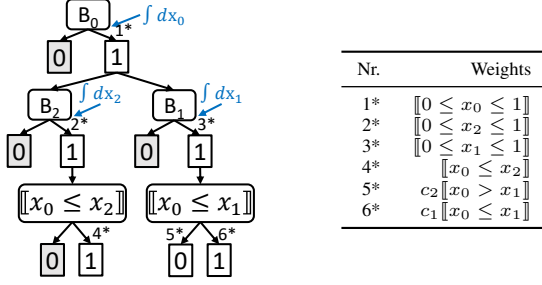 B₀ ∫ dx₀
1*
0 1
B₂ ∫ dx₂ B₁ ∫ dx₁
2* 3*
0 1 0 1
⟦x₀ ≤ x₂⟧ ⟦x₀ ≤ x₁⟧
4* 5* 6*
0 1 0 1
Nr. Weights
1* ⟦0 ≤ x₀ ≤ 1⟧
2* ⟦0 ≤ x₂ ≤ 1⟧
3* ⟦0 ≤ x₁ ≤ 1⟧
4* ⟦x₀ ≤ x₂⟧
5* c₂⟦x₀ > x₁⟧
6* c₁⟦x₀ ≤ x₁⟧